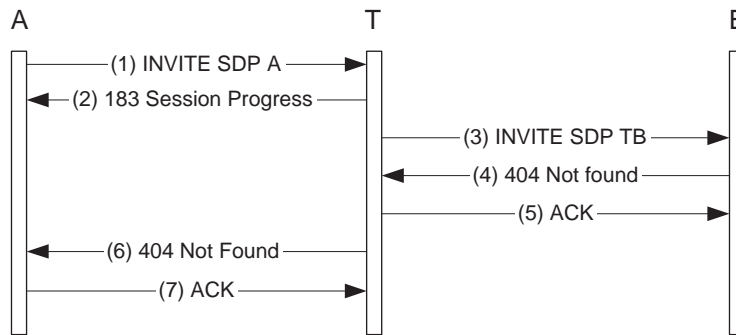 A
T
(1) INVITE SDP A
(2) 183 Session Progress
(3) INVITE SDP TB
(4) 404 Not found
(5) ACK
(6) 404 Not Found
(7) ACK